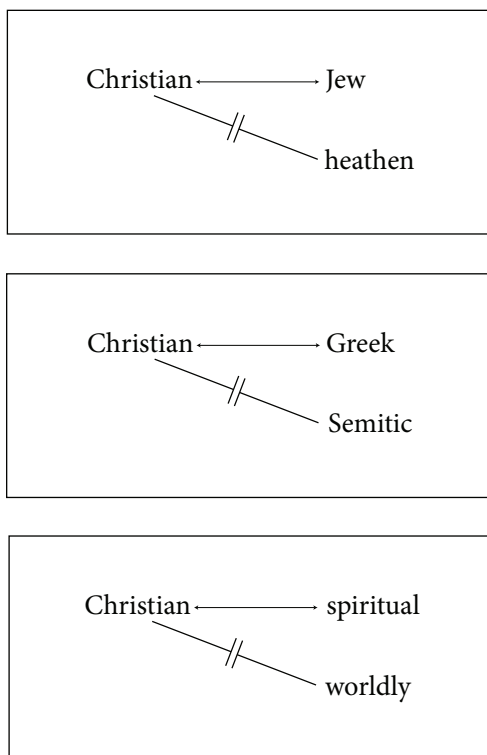 Christian Jew
heathen
Christian Greek
Semitic
Christian spiritual
worldly